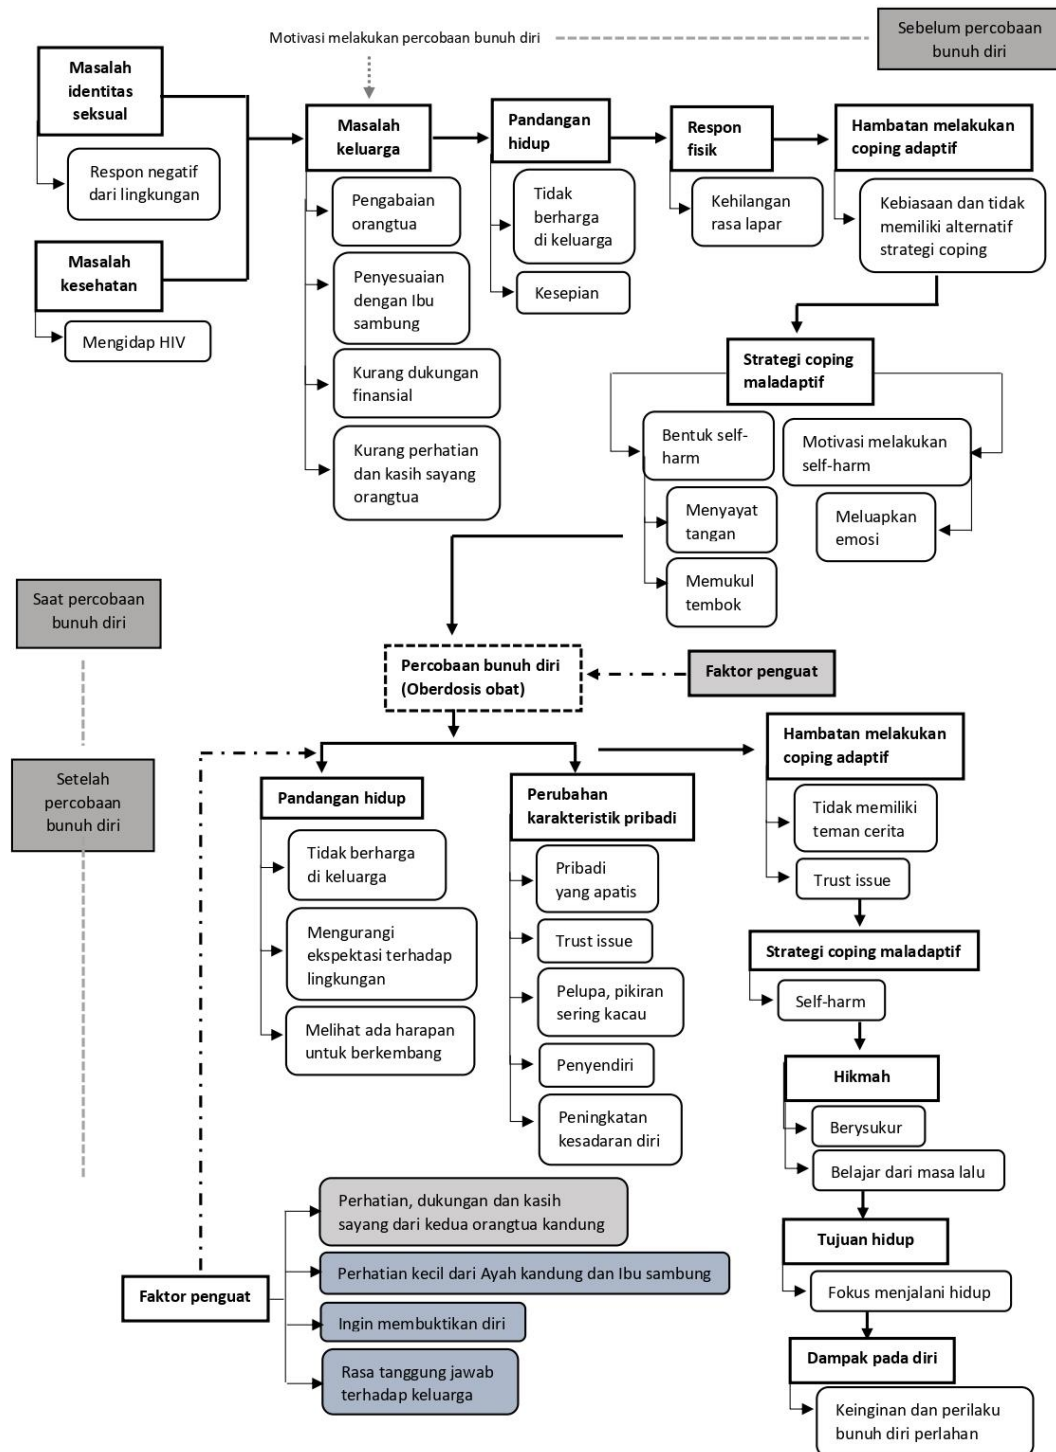 Motivasi melakukan percobaan bunuh diri
Sebelum percobaan
bunuh diri
Masalah
identitas
seksual
Respon negatif
dari lingkungan
Masalah
kesehatan
Mengidap HIV
Masalah
keluarga
Pengabaian
orangtua
Penyesuaian
dengan Ibu
sambung
Kurang dukungan
finansial
Kurang perhatian
dan kasih sayang
orangtua
Pandangan
hidup
Tidak
berharga
di keluarga
Kesepian
Respon
fisik
Kehilangan
rasa lapar
Hambatan melakukan
coping adaptif
Kebiasaan dan tidak
memiliki alternatif
strategi coping
Strategi coping
maladaptif
Bentuk self-
harm
Menyayat
tangan
Memukul
tembok
Motivasi melakukan
self-harm
Meluapkan
emosi
Saat percobaan
bunuh diri
Percobaan bunuh diri
(Oberdosis obat)
Faktor penguat
Setelah
percobaan
bunuh diri
Pandangan hidup
Tidak berharga
di keluarga
Mengurangi
ekspektasi terhadap
lingkungan
Melihat ada harapan
untuk berkembang
Perubahan
karakteristik pribadi
Pribadi
yang apatis
Trust issue
Pelupa, pikiran
sering kacau
Penyendiri
Peningkatan
kesadaran diri
Hambatan melakukan
coping adaptif
Tidak memiliki
teman cerita
Trust issue
Strategi coping maladaptif
Self-harm
Hikmah
Berysukur
Belajar dari masa lalu
Tujuan hidup
Fokus menjalani hidup
Dampak pada diri
Keinginan dan perilaku
bunuh diri perlahan
Faktor penguat
Perhatian, dukungan dan kasih
sayang dari kedua orangtua kandung
Perhatian kecil dari Ayah kandung dan Ibu sambung
Ingin membuktikan diri
Rasa tanggung jawab
terhadap keluarga